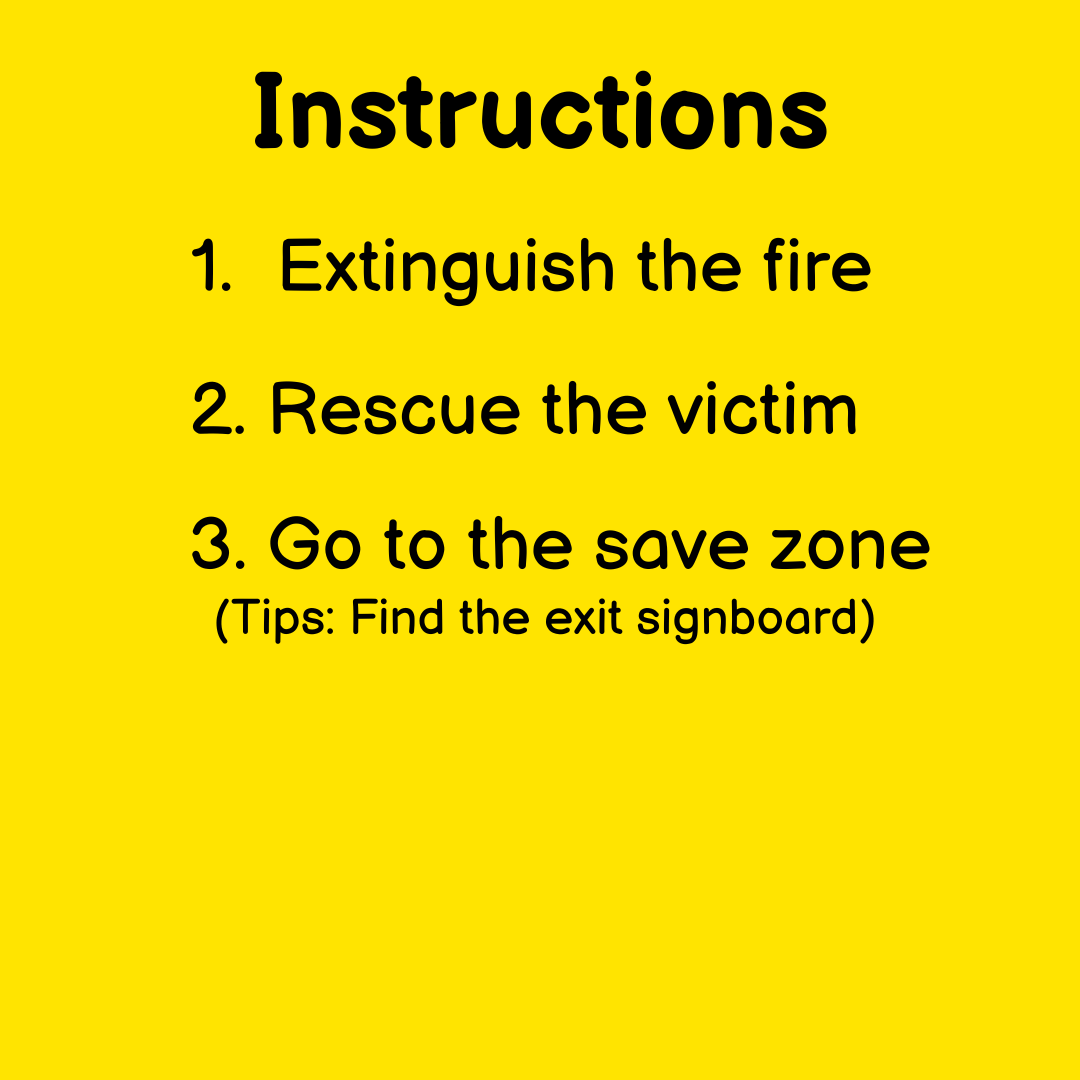 Instructions
1. Extinguish the fire
2. Rescue the victim
3. Go to the save zone
(Tips: Find the exit signboard)